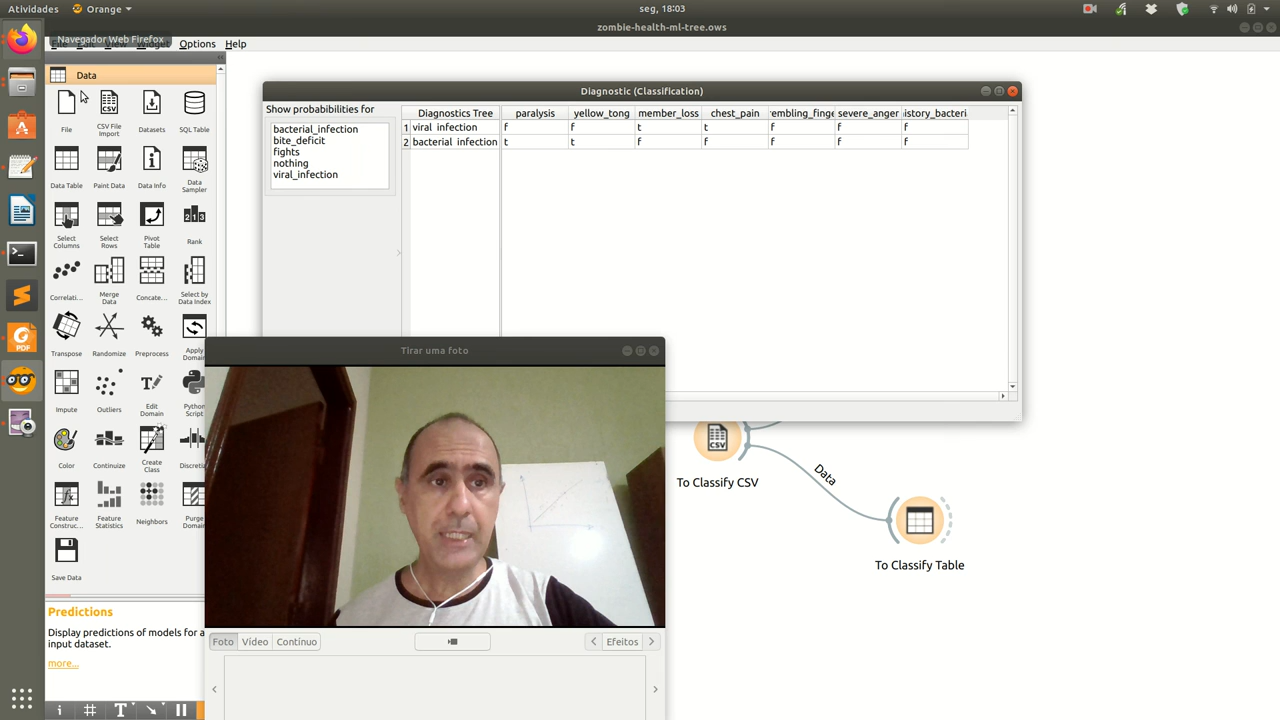 Atividades
Orange
seg, 18:03
zombie-health-ml-tree.ows
Navegador Web Firefox
Options
Help
Data
File
CSV File Import
Datasets
SQL Table
Data Table
Paint Data
Data Info
Data Sampler
Select Columns
Select Rows
Pivot Table
Rank
Correlati...
Merge Data
Concate...
Select by Data Index
Transpose
Randomize
Preprocess
Apply Domain
Impute
Outliers
Edit Domain
Python Script
Color
Continuize
Create Class
Discreti
Feature Construc...
Feature Statistics
Neighbors
Purge Domain
Save Data
Predictions
Display predictions of models for a
input dataset.
more...
Diagnostic (Classification)
Show probabibilities for
bacterial_infection
bite_deficit
fights
nothing
viral_infection
Diagnostics Tree paralysis yellow_tong member_loss chest_pain rembling_finge severe_anger istory_bacteri
1 viral infection f f t t f f f
2 bacterial infection t t f f f f f
Tirar uma foto
Foto
Vídeo
Contínuo
Efeitos
To Classify CSV
Data
To Classify Table